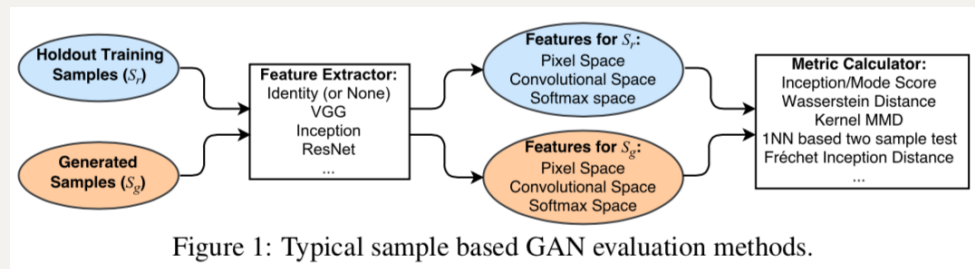 Holdout Training
Samples (Sr)
Generated
Samples (Sg)
Feature Extractor:
Identity (or None)
VGG
Inception
ResNet
...
Features for Sr:
Pixel Space
Convolutional Space
Softmax space
Features for Sg:
Pixel Space
Convolutional Space
Softmax Space
Metric Calculator:
Inception/Mode Score
Wasserstein Distance
Kernel MMD
1NN based two sample test
Fréchet Inception Distance
...
Figure 1: Typical sample based GAN evaluation methods.